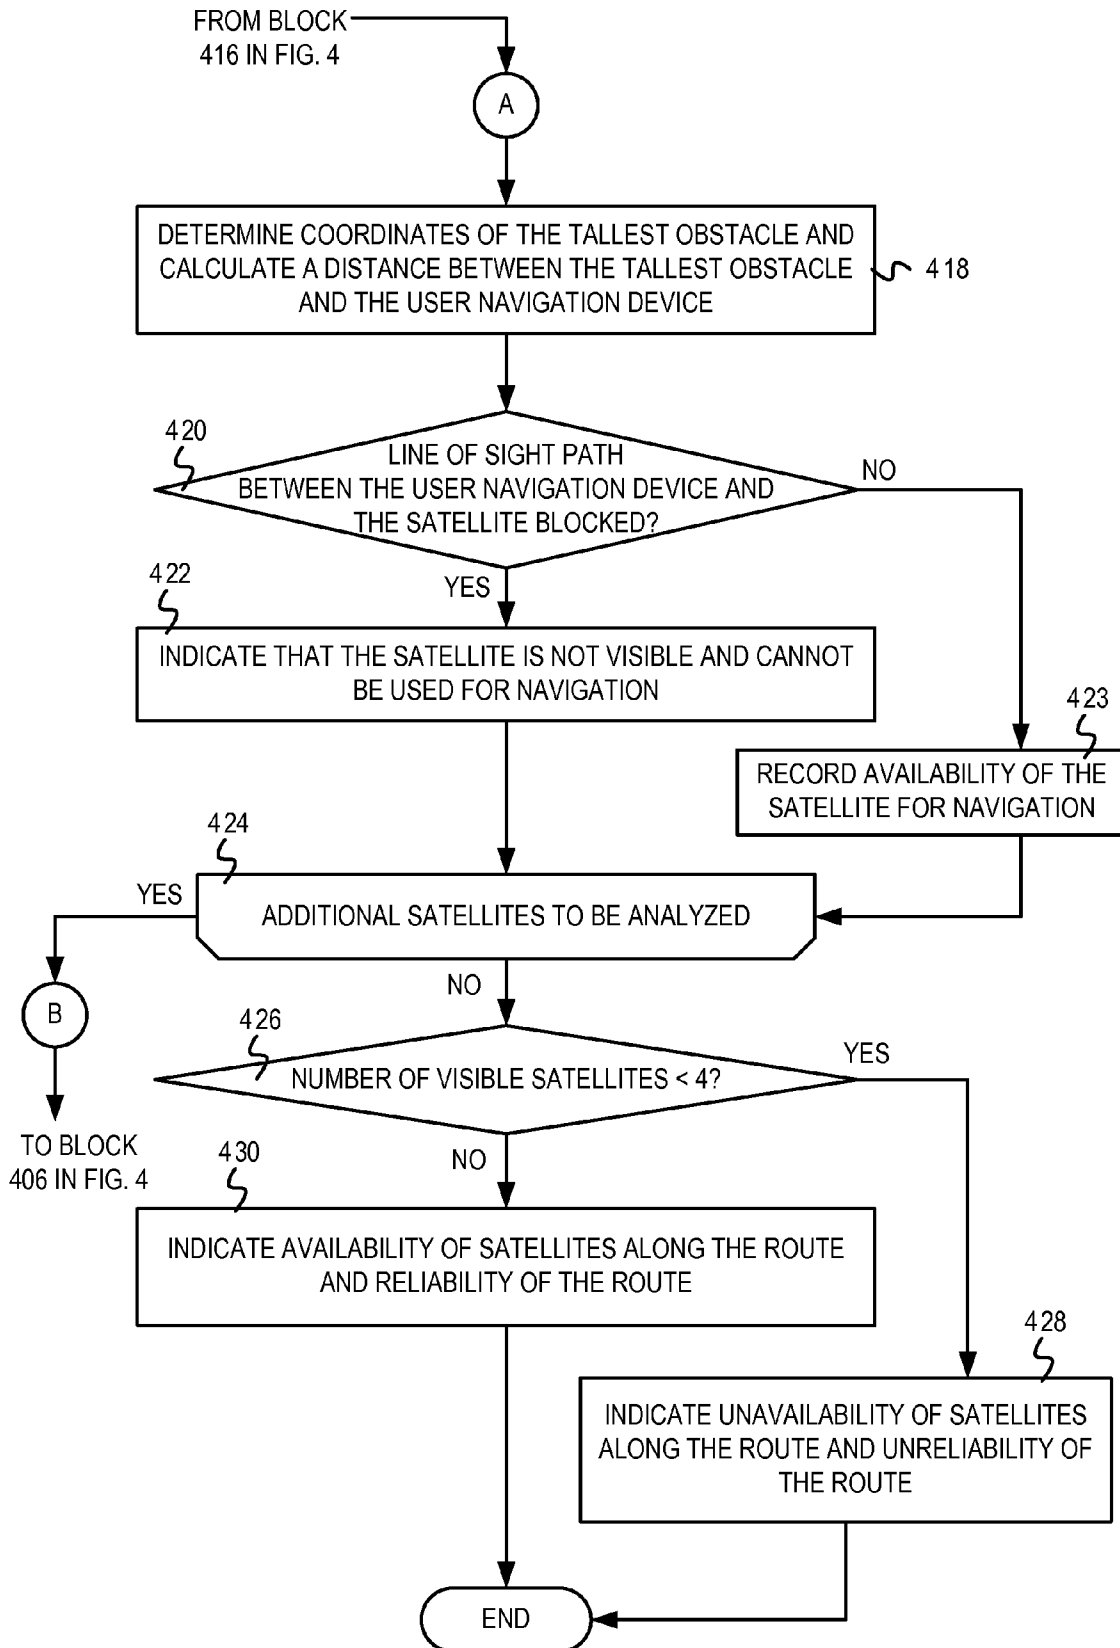 FROM BLOCK
416 IN FIG. 4
A
DETERMINE COORDINATES OF THE TALLEST OBSTACLE AND
CALCULATE A DISTANCE BETWEEN THE TALLEST OBSTACLE
AND THE USER NAVIGATION DEVICE
418
420
LINE OF SIGHT PATH
BETWEEN THE USER NAVIGATION DEVICE AND
THE SATELLITE BLOCKED?
NO
YES
422
INDICATE THAT THE SATELLITE IS NOT VISIBLE AND CANNOT
BE USED FOR NAVIGATION
423
RECORD AVAILABILITY OF THE
SATELLITE FOR NAVIGATION
424
YES
ADDITIONAL SATELLITES TO BE ANALYZED
NO
B
TO BLOCK
406 IN FIG. 4
426
NUMBER OF VISIBLE SATELLITES < 4?
YES
NO
430
INDICATE AVAILABILITY OF SATELLITES ALONG THE ROUTE
AND RELIABILITY OF THE ROUTE
428
INDICATE UNAVAILABILITY OF SATELLITES
ALONG THE ROUTE AND UNRELIABILITY OF
THE ROUTE
END